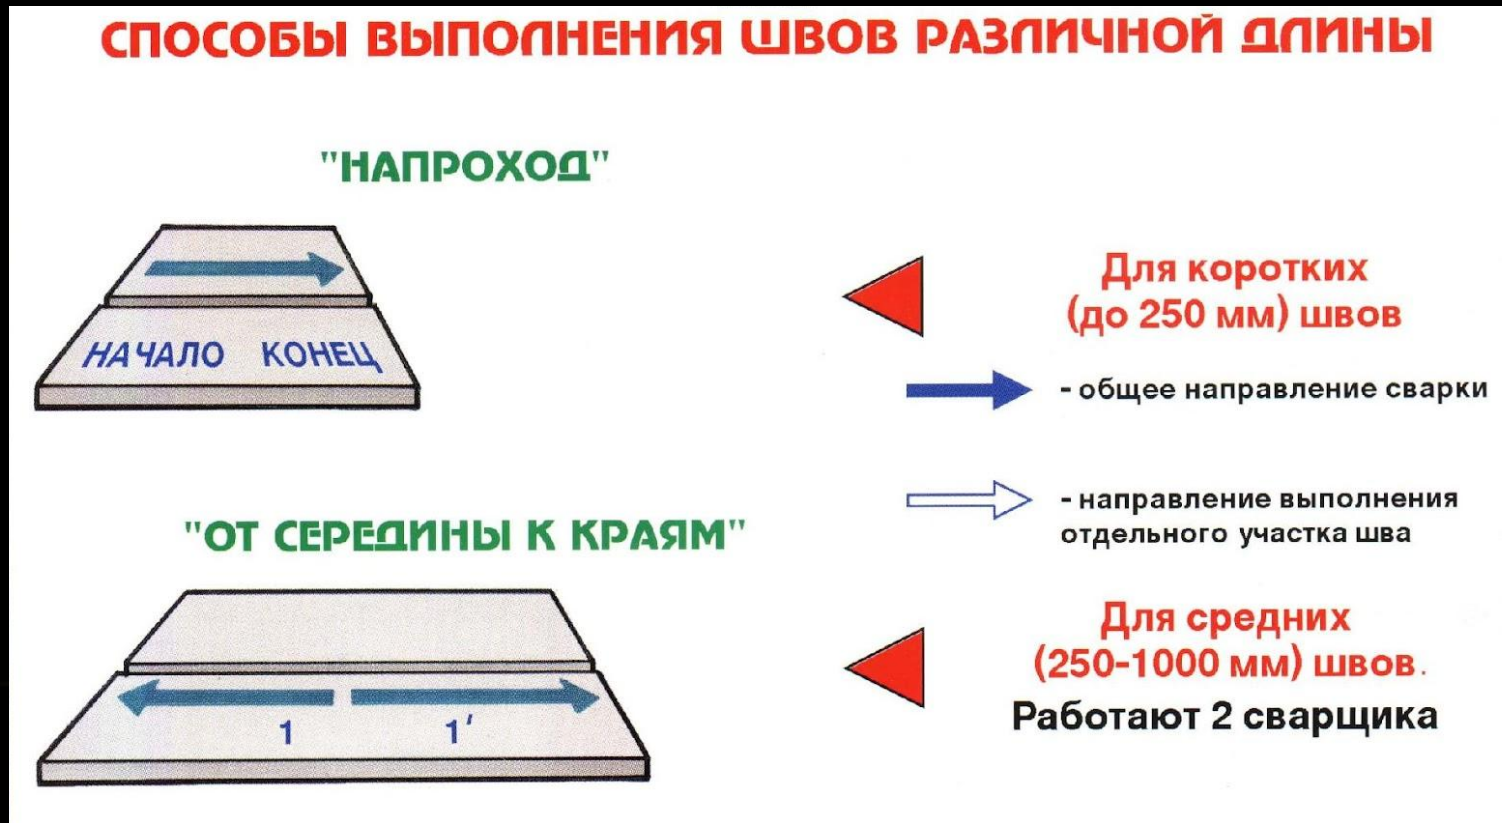 СПОСОБЫ ВЫПОЛНЕНИЯ ШВОВ РАЗЛИЧНОЙ ДЛИНЫ
"НАПРОХОД"
НАЧАЛО КОНЕЦ
Для коротких
(до 250 мм) швов
- общее направление сварки
- направление выполнения
отдельного участка шва
"ОТ СЕРЕДИНЫ К КРАЯМ"
1 1'
Для средних
(250-1000 мм) швов.
Работают 2 сварщика